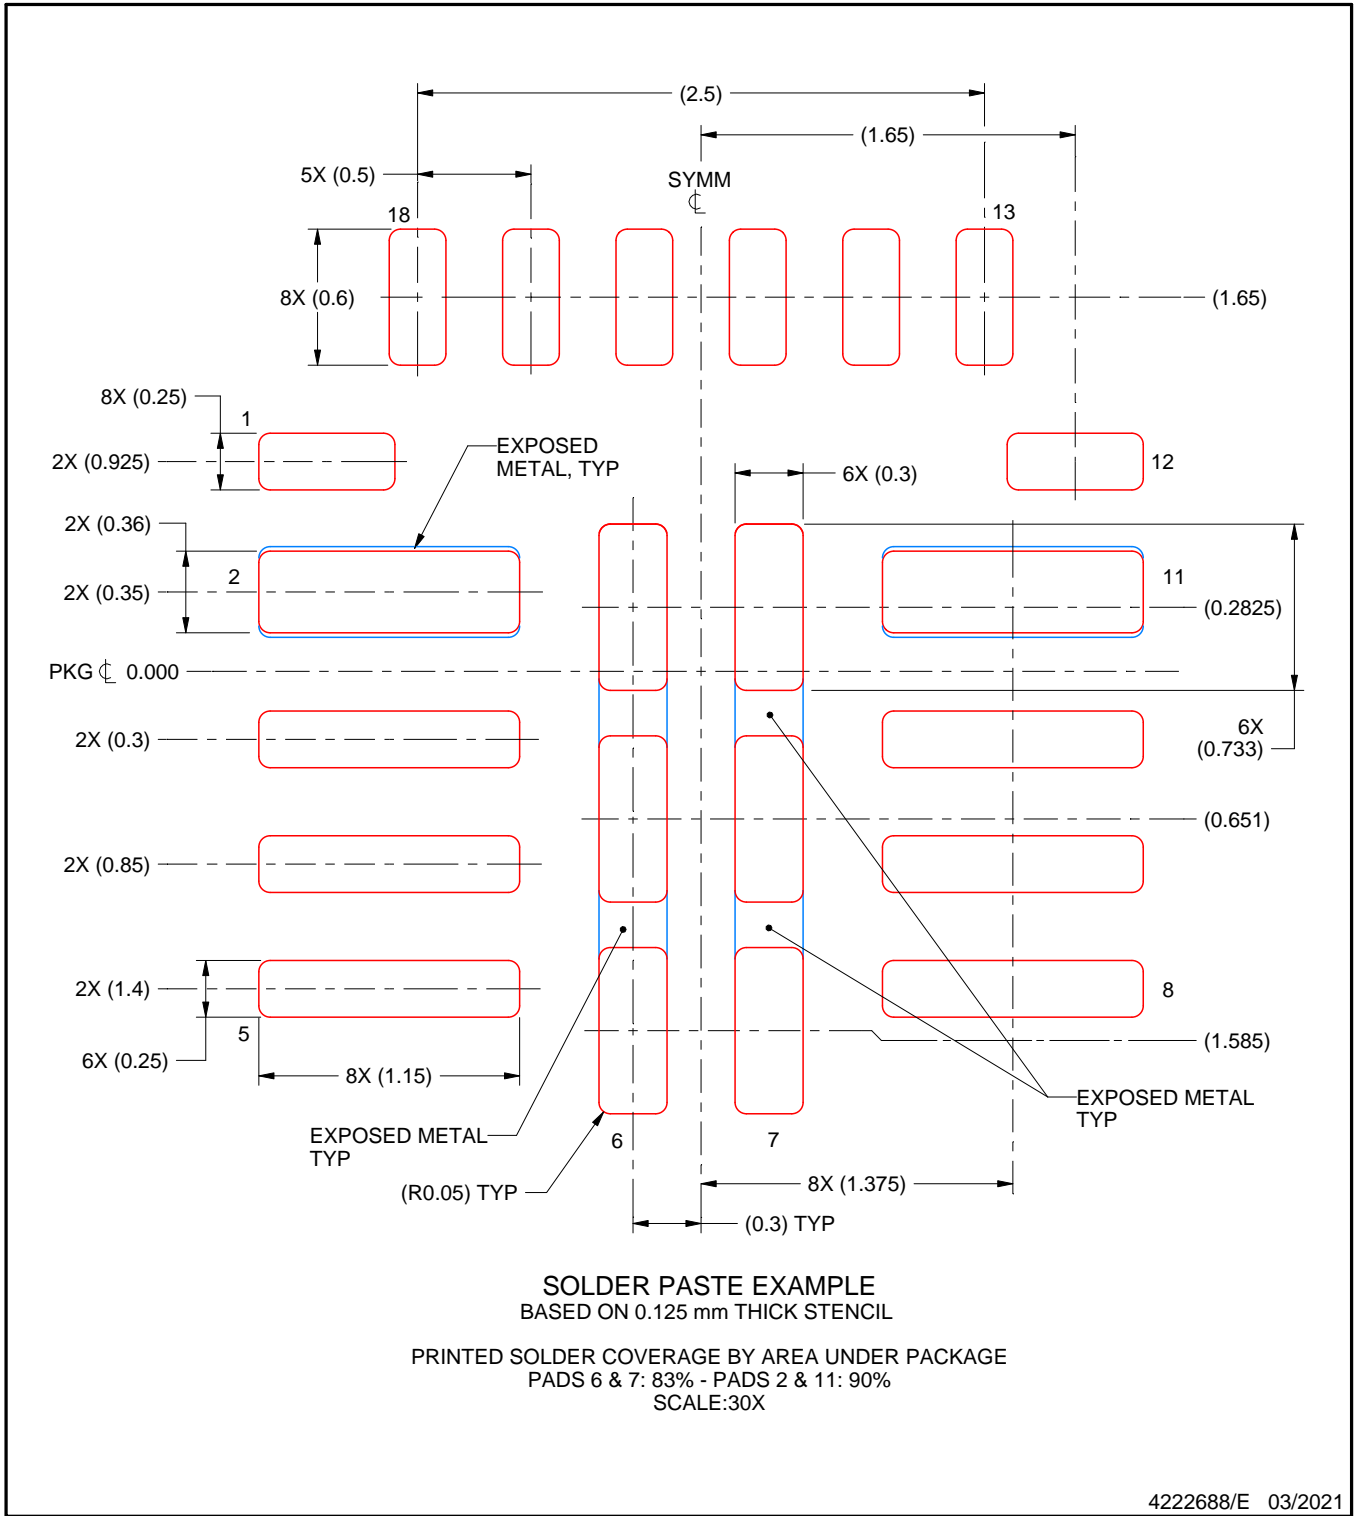 (2.5)
(1.65)
5X (0.5)
SYMM
℄
18
13
8X (0.6)
(1.65)
8X (0.25)
1
2X (0.925)
EXPOSED
METAL, TYP
12
6X (0.3)
2X (0.36)
2
11
2X (0.35)
(0.2825)
PKG ℄ 0.000
2X (0.3)
6X
(0.733)
(0.651)
2X (0.85)
2X (1.4)
8
5
(1.585)
6X (0.25)
8X (1.15)
EXPOSED METAL
TYP
EXPOSED METAL
TYP
6
7
(R0.05) TYP
8X (1.375)
(0.3) TYP
SOLDER PASTE EXAMPLE
BASED ON 0.125 mm THICK STENCIL
PRINTED SOLDER COVERAGE BY AREA UNDER PACKAGE
PADS 6 & 7: 83% - PADS 2 & 11: 90%
SCALE:30X
4222688/E 03/2021